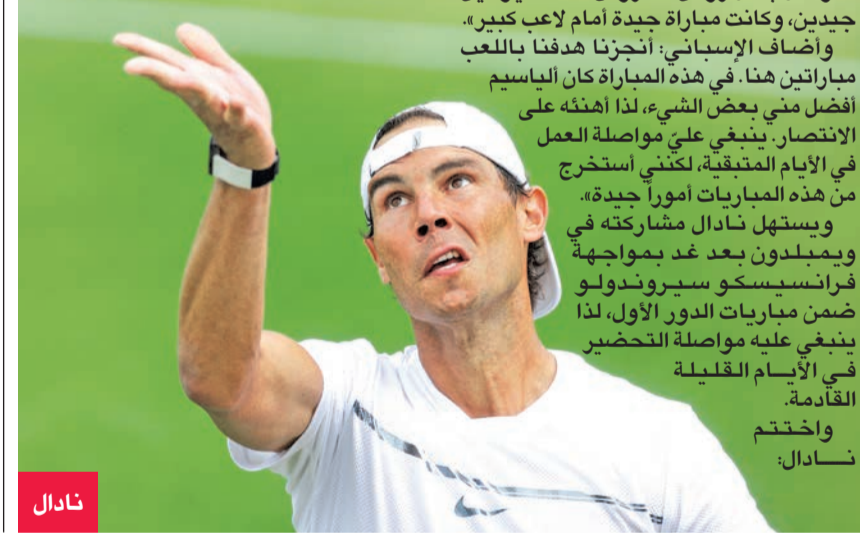 جيدين، وكانت مباراة جيدة أمام لاعب كبير».
وأضاف الإسباني: أنجزنا هدفنا باللعب
مباراتين هنا. في هذه المباراة كان ألياسيم
أفضل مني بعض الشيء، لذا أهنئه على
الانتصار. ينبغي عليّ مواصلة العمل
في الأيام المتبقية، لكنني أستخرج
من هذه المباريات أموراً جيدة».
ويستهل نادال مشاركته في
ويمبلدون بعد غد بمواجهة
فرانسيسكو سيروندولو
ضمن مباريات الدور الأول، لذا
ينبغي عليه مواصلة التحضير
في الأيام القليلة
القادمة.
واختتم
نادال:
نادال